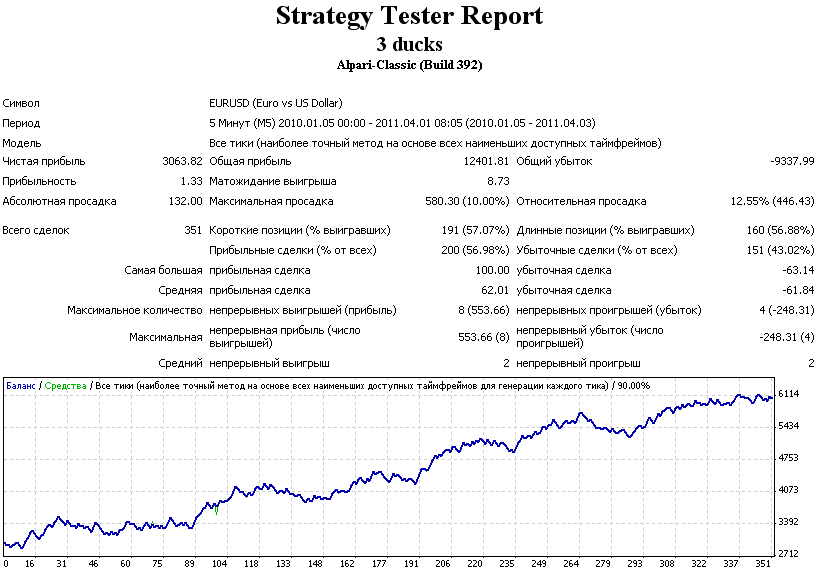 Strategy Tester Report
3 ducks
Alpari-Classic (Build 392)
Символ EURUSD (Euro vs US Dollar)
Период 5 Минут (M5) 2010.01.05 00:00 - 2011.04.01 08:05 (2010.01.05 - 2011.04.03)
Модель Все тики (наиболее точный метод на основе всех наименьших доступных таймфреймов)
Чистая прибыль 3063.82 Общая прибыль 12401.81 Общий убыток -9337.99
Прибыльность 1.33 Матожидание выигрыша 8.73
Абсолютная просадка 132.00 Максимальная просадка 580.30 (10.00%) Относительная просадка 12.55% (446.43)
Всего сделок 351 Короткие позиции (% выигравших) 191 (57.07%) Длинные позиции (% выигравших) 160 (56.88%)
Прибыльные сделки (% от всех) 200 (56.98%) Убыточные сделки (% от всех) 151 (43.02%)
Самая большая прибыльная сделка 100.00 убыточная сделка -63.14
Средняя прибыльная сделка 62.01 убыточная сделка -61.84
Максимальное количество непрерывных выигрышей (прибыль) 8 (553.66) непрерывных проигрышей (убыток) 4 (-248.31)
Максимальная непрерывная прибыль (число выигрышей) 553.66 (8) непрерывный убыток (число проигрышей) -248.31 (4)
Средний непрерывный выигрыш 2 непрерывный проигрыш 2
Баланс / Средства / Все тики (наиболее точный метод на основе всех наименьших доступных таймфреймов для генерации каждого тика) / 90.00%
6114
5434
4753
4073
3392
2712
0 16 31 46 60 75 89 104 118 133 148 162 177 191 206 220 235 249 264 279 293 308 322 337 351